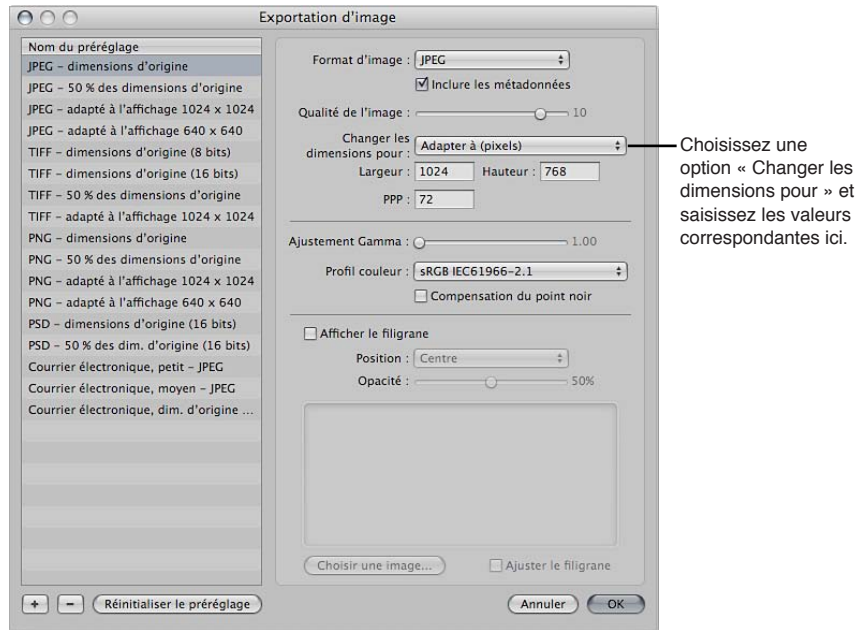 Exportation d'image
Nom du préréglage
JPEG – dimensions d'origine
JPEG – 50 % des dimensions d'origine
JPEG – adapté à l'affichage 1024 x 1024
JPEG – adapté à l'affichage 640 x 640
TIFF – dimensions d'origine (8 bits)
TIFF – dimensions d'origine (16 bits)
TIFF – 50 % des dimensions d'origine
TIFF – adapté à l'affichage 1024 x 1024
PNG – dimensions d'origine
PNG – 50 % des dimensions d'origine
PNG – adapté à l'affichage 1024 x 1024
PNG – adapté à l'affichage 640 x 640
PSD – dimensions d'origine (16 bits)
PSD – 50 % des dim. d'origine (16 bits)
Courrier électronique, petit – JPEG
Courrier électronique, moyen – JPEG
Courrier électronique, dim. d'origine ...
Format d'image : JPEG
Inclure les métadonnées
Qualité de l'image : 10
Changer les
dimensions pour : Adapter à (pixels)
Largeur : 1024 Hauteur : 768
PPP : 72
Ajustement Gamma : 1.00
Profil couleur : sRGB IEC61966-2.1
Compensation du point noir
Afficher le filigrane
Position : Centre
Opacité : 50%
Choisir une image... Ajuster le filigrane
+ – Réinitialiser le préréglage Annuler OK
Choisissez une
option « Changer les
dimensions pour » et
saisissez les valeurs
correspondantes ici.